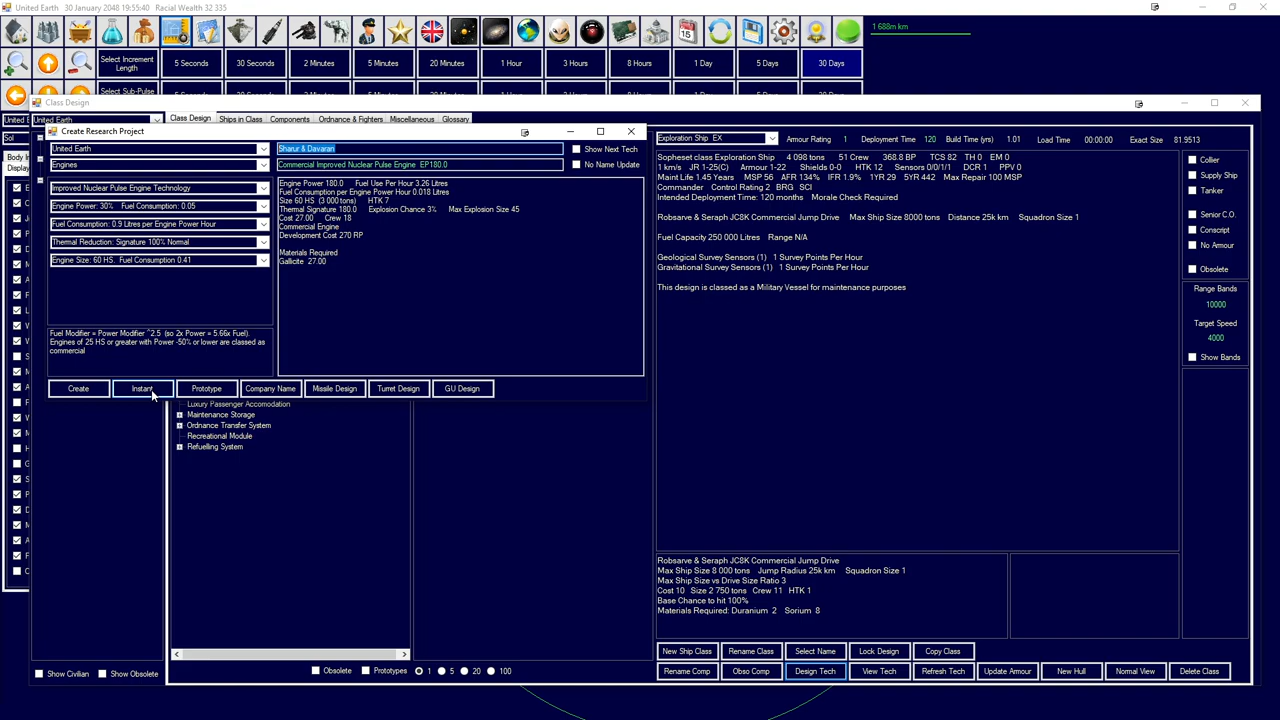 United Earth   30 January 2048 19:55:40   Racial Wealth 32 335
1 688m km
Select Increment Length
5 Seconds
30 Seconds
2 Minutes
5 Minutes
20 Minutes
1 Hour
3 Hours
8 Hours
1 Day
5 Days
30 Days
Select Sub-Pulse
Class Design
United E
United Earth
Class Design
Ships in Class
Components
Ordnance & Fighters
Miscellaneous
Glossary
Sol
Body In
Display
Create Research Project
United Earth
Sharur & Davaran
Show Next Tech
Engines
Commercial Improved Nuclear Pulse Engine  EP180.0
No Name Update
Improved Nuclear Pulse Engine Technology
Engine Power: 30%    Fuel Consumption: 0.05
Fuel Consumption: 0.9 Litres per Engine Power Hour
Thermal Reduction: Signature 100% Normal
Engine Size: 60 HS.  Fuel Consumption 0.41
Engine Power 180.0     Fuel Use Per Hour 3.26 Litres
Fuel Consumption per Engine Power Hour 0.018 Litres
Size 60 HS  (3 000 tons)    HTK 7
Thermal Signature 180.0    Explosion Chance 3%     Max Explosion Size 45
Cost 27.00    Crew 18
Commercial Engine
Development Cost 270 RP
Materials Required
Gallicite  27.00
Fuel Modifier = Power Modifier ^2.5  (so 2x Power = 5.66x Fuel).
Engines of 25 HS or greater with Power -50% or lower are classed as
commercial
Create
Instant
Prototype
Company Name
Missile Design
Turret Design
GU Design
Luxury Passenger Accomodation
Maintenance Storage
Ordnance Transfer System
Recreational Module
Refuelling System
Exploration Ship  EX
Amour Rating   1
Deployment Time   120
Build Time (yrs)   1.01
Load Time   00:00:00
Exact Size   81.9513
Sopheset class Exploration Ship      4 098 tons      51 Crew      368.8 BP      TCS 82    TH 0    EM 0
1 km/s    JR 1-25(C)    Armour 1-22    Shields 0-0    HTK 12    Sensors 0/0/1/1    DCR 1    PPV 0
Maint Life 1.45 Years    MSP 56    AFR 134%    IFR 1.9%    1YR 29    5YR 442    Max Repair 100 MSP
Commander    Control Rating 2   BRG   SCI
Intended Deployment Time: 120 months    Morale Check Required
Robsarve & Seraph JC8K Commercial Jump Drive     Max Ship Size 8000 tons    Distance 25k km    Squadron Size 1
Fuel Capacity 250 000 Litres    Range N/A
Geological Survey Sensors (1)   1 Survey Points Per Hour
Gravitational Survey Sensors (1)   1 Survey Points Per Hour
This design is classed as a Military Vessel for maintenance purposes
Collier
Supply Ship
Tanker
Senior C.O.
Conscript
No Armour
Obsolete
Range Bands
10000
Target Speed
4000
Show Bands
Robsarve & Seraph JC8K Commercial Jump Drive
Max Ship Size 8 000 tons    Jump Radius 25k km    Squadron Size 1
Max Ship Size vs Drive Size Ratio 3
Cost 10   Size 2 750 tons   Crew 11   HTK 1
Base Chance to hit 100%
Materials Required: Duranium  2    Sorium  8
New Ship Class
Rename Class
Select Name
Lock Design
Copy Class
Show Civilian
Show Obsolete
Obsolete
Prototypes
1
5
20
100
Rename Comp
Obso Comp
Design Tech
View Tech
Refresh Tech
Update Armour
New Hull
Normal View
Delete Class